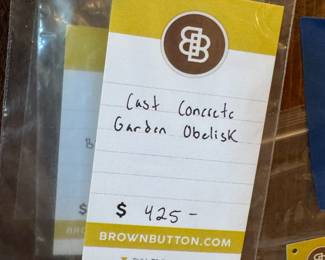 BB
Cast Concrete
Garden Obelisk
$ 425-
BROWNBUTTON.COM